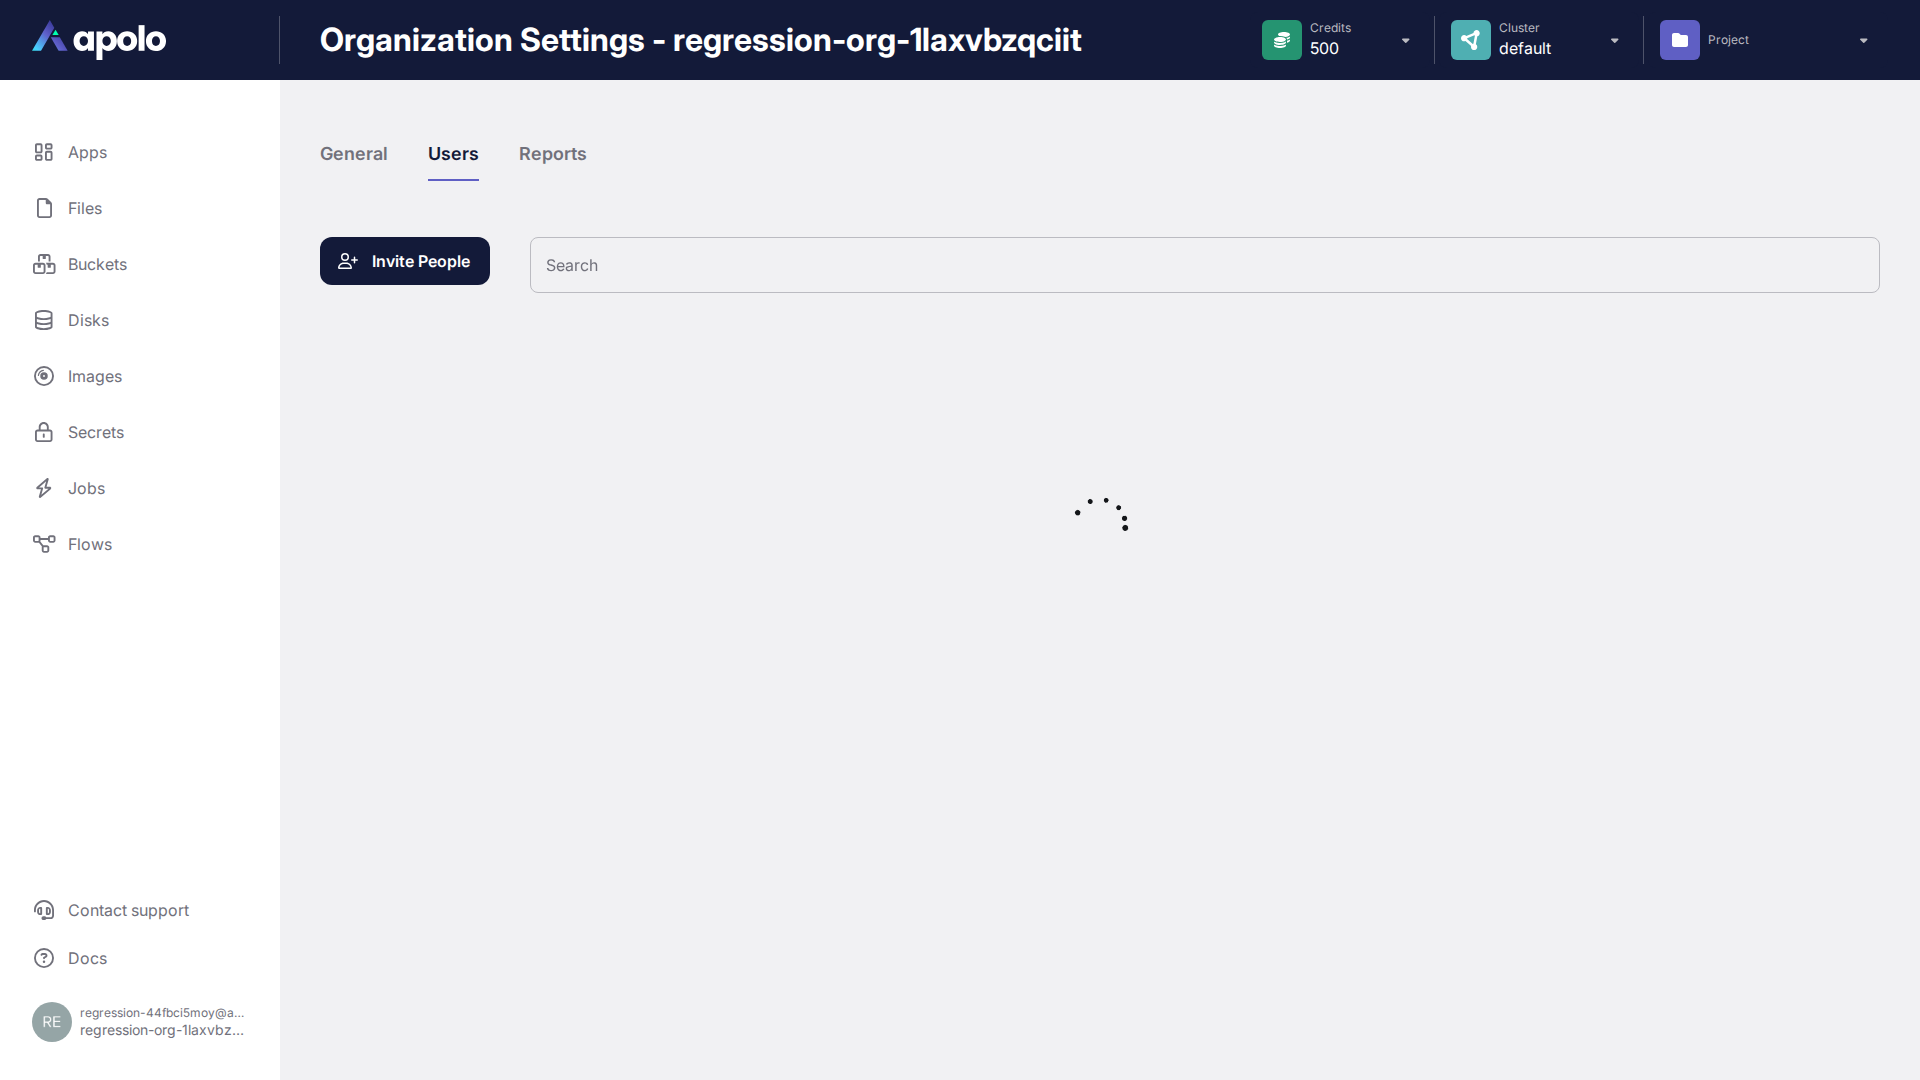 apolo
Organization Settings - regression-org-1laxvbzqciit
Credits
500
Cluster
default
Project
Apps
Files
Buckets
Disks
Images
Secrets
Jobs
Flows
General
Users
Reports
Invite People
Search
Contact support
Docs
RE
regression-44fbci5moy@a...
regression-org-1laxvbz...